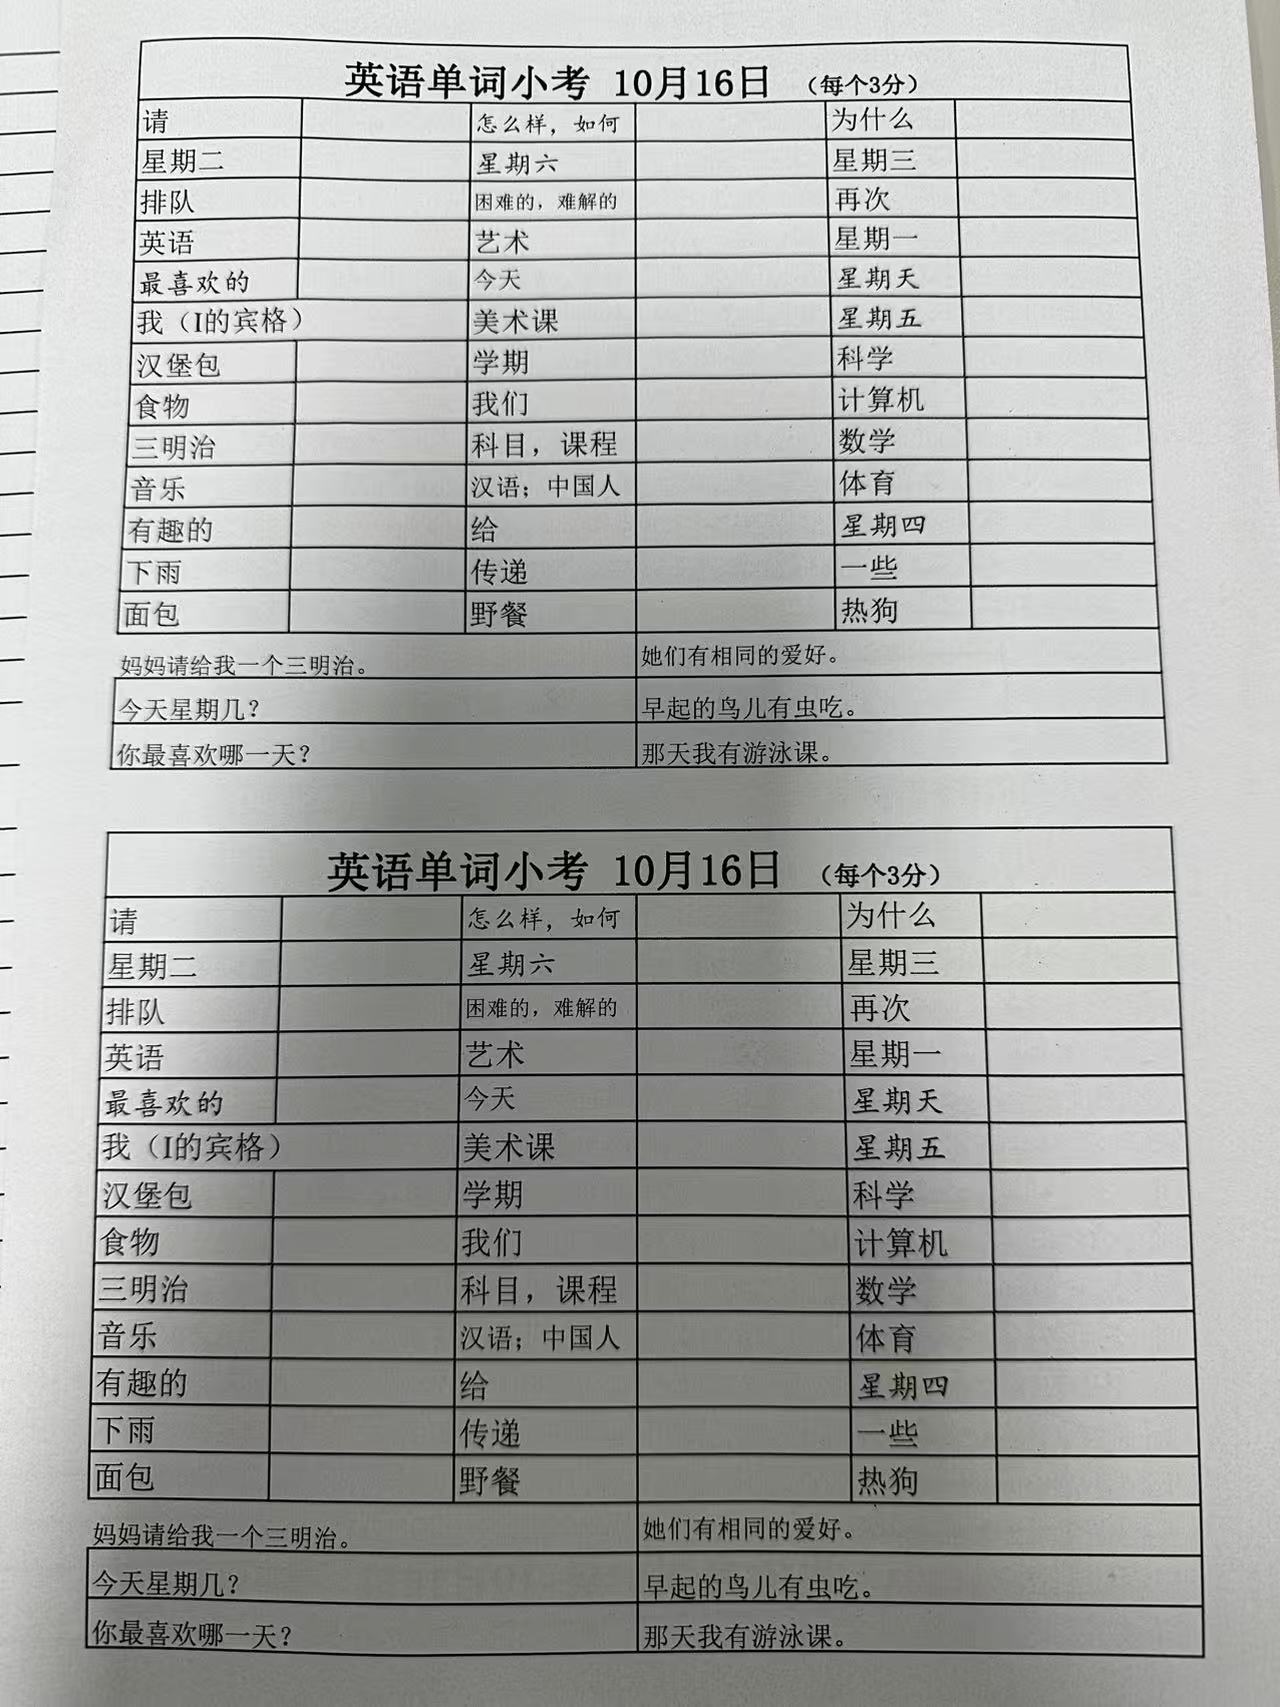 英语单词小考 10月16日 （每个3分）
请 怎么样，如何 为什么
星期二 星期六 星期三
排队 困难的，难解的 再次
英语 艺术 星期一
最喜欢的 今天 星期天
我（I的宾格） 美术课 星期五
汉堡包 学期 科学
食物 我们 计算机
三明治 科目，课程 数学
音乐 汉语；中国人 体育
有趣的 给 星期四
下雨 传递 一些
面包 野餐 热狗
妈妈请给我一个三明治。 她们有相同的爱好。
今天星期几？ 早起的鸟儿有虫吃。
你最喜欢哪一天？ 那天我有游泳课。
英语单词小考 10月16日 （每个3分）
请 怎么样，如何 为什么
星期二 星期六 星期三
排队 困难的，难解的 再次
英语 艺术 星期一
最喜欢的 今天 星期天
我（I的宾格） 美术课 星期五
汉堡包 学期 科学
食物 我们 计算机
三明治 科目，课程 数学
音乐 汉语；中国人 体育
有趣的 给 星期四
下雨 传递 一些
面包 野餐 热狗
妈妈请给我一个三明治。 她们有相同的爱好。
今天星期几？ 早起的鸟儿有虫吃。
你最喜欢哪一天？ 那天我有游泳课。